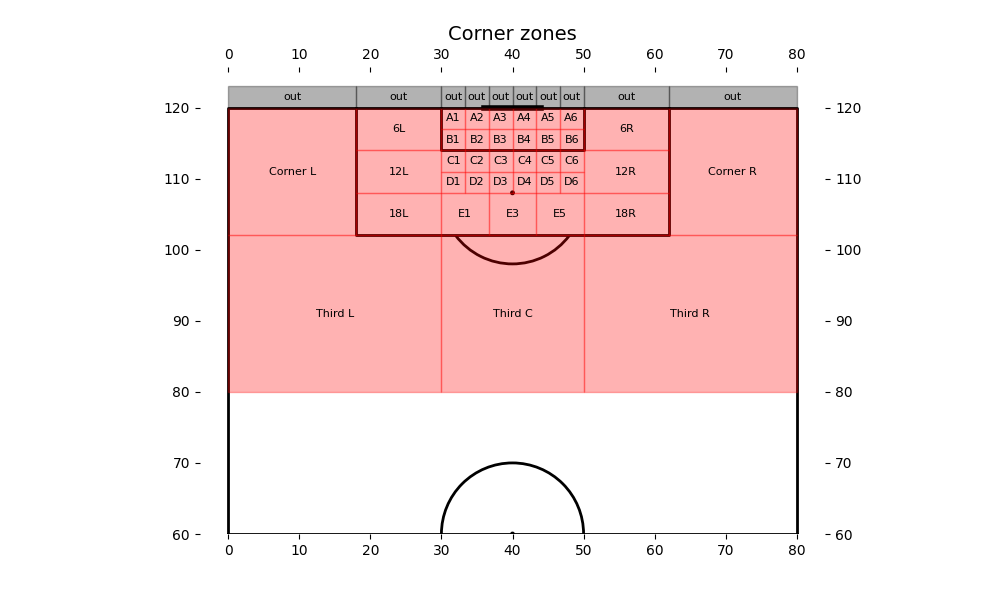 Corner zones
0 10 20 30 40 50 60 70 80
out out out out out out out out out out
120 A1 A2 A3 A4 A5 A6 120
6L 6R
B1 B2 B3 B4 B5 B6
C1 C2 C3 C4 C5 C6
Corner L 12L 12R Corner R
110 D1 D2 D3 D4 D5 D6 110
18L E1 E3 E5 18R
100 100
Third L Third C Third R
90 90
80 80
70 70
60 60
0 10 20 30 40 50 60 70 80